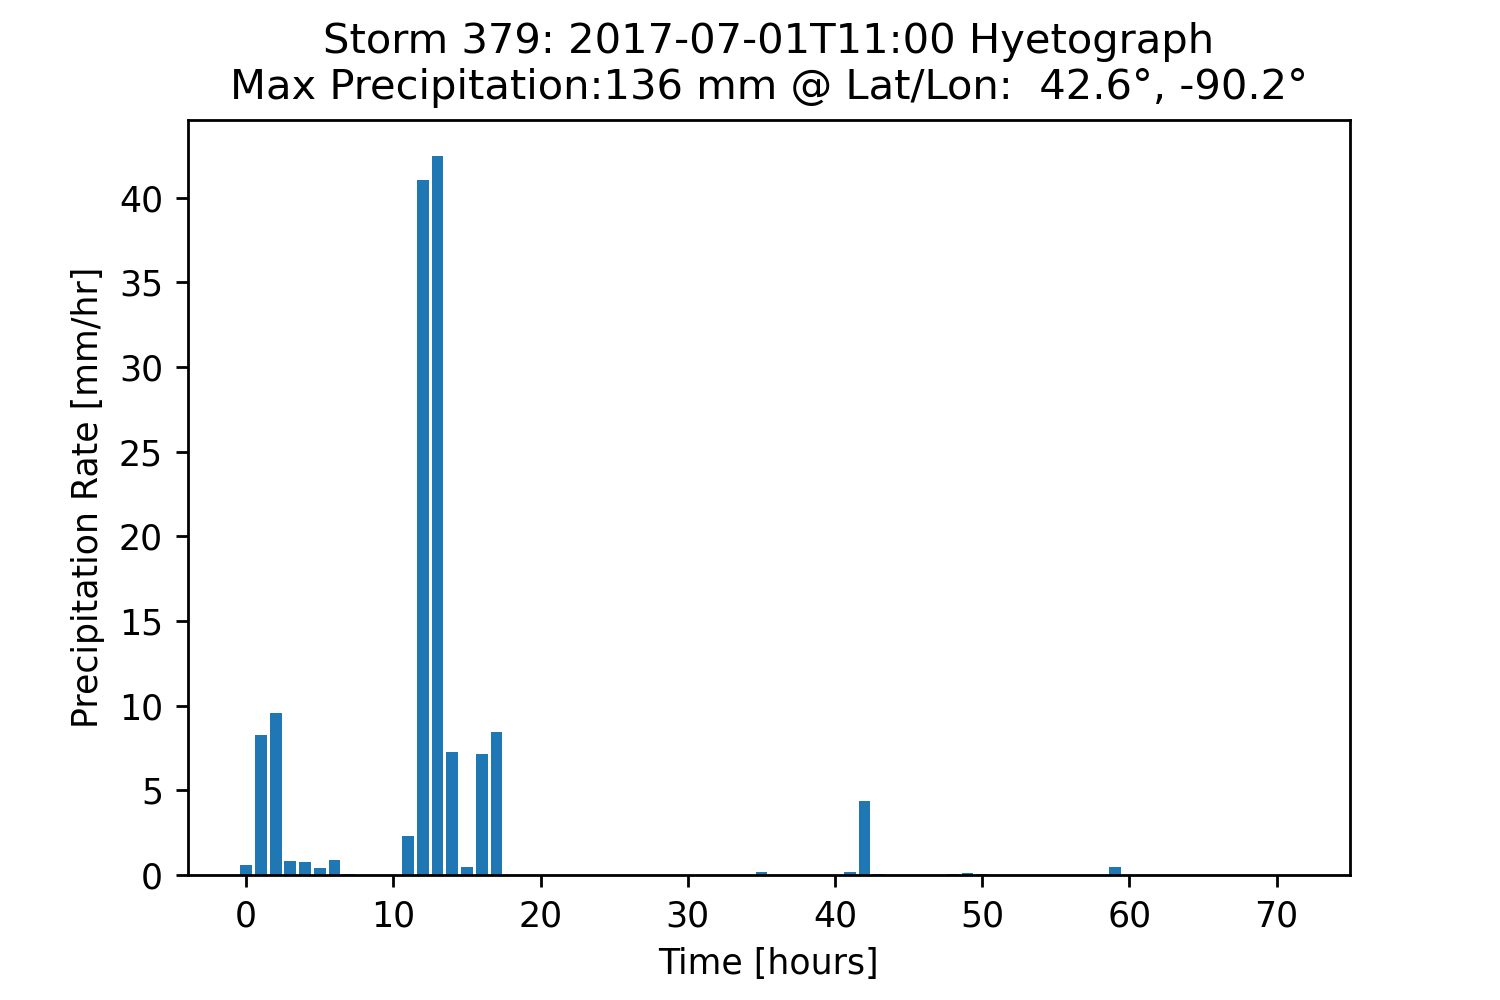 Storm 379: 2017-07-01T11:00 Hyetograph
Max Precipitation:136 mm @ Lat/Lon:  42.6°, -90.2°
Precipitation Rate [mm/hr]
40
35
30
25
20
15
10
5
0
0 10 20 30 40 50 60 70
Time [hours]